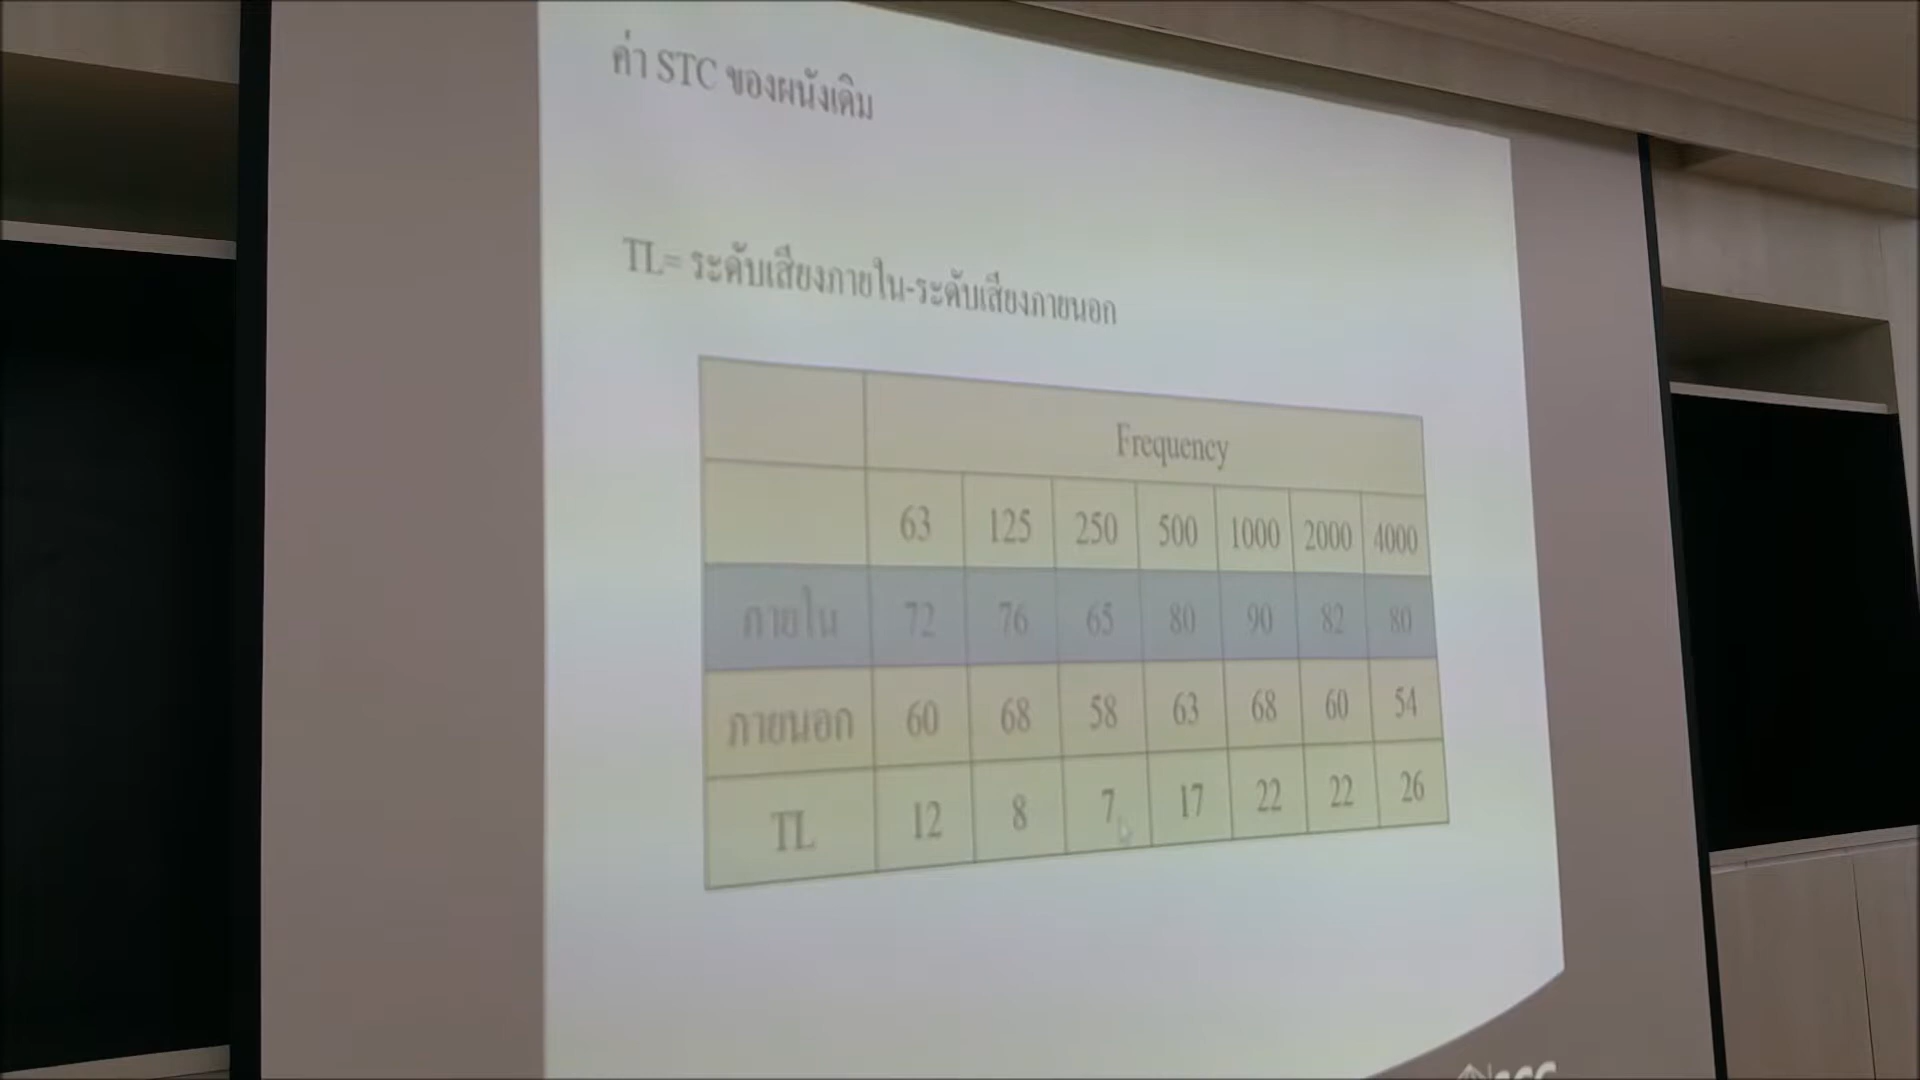 ค่า STC ของผนังเดิม
TL= ระดับเสียงภายใน-ระดับเสียงภายนอก
Frequency
63 125 250 500 1000 2000 4000
ภายใน 72 76 65 80 90 82 80
ภายนอก 60 68 58 63 68 60 54
TL 12 8 7 17 22 22 26